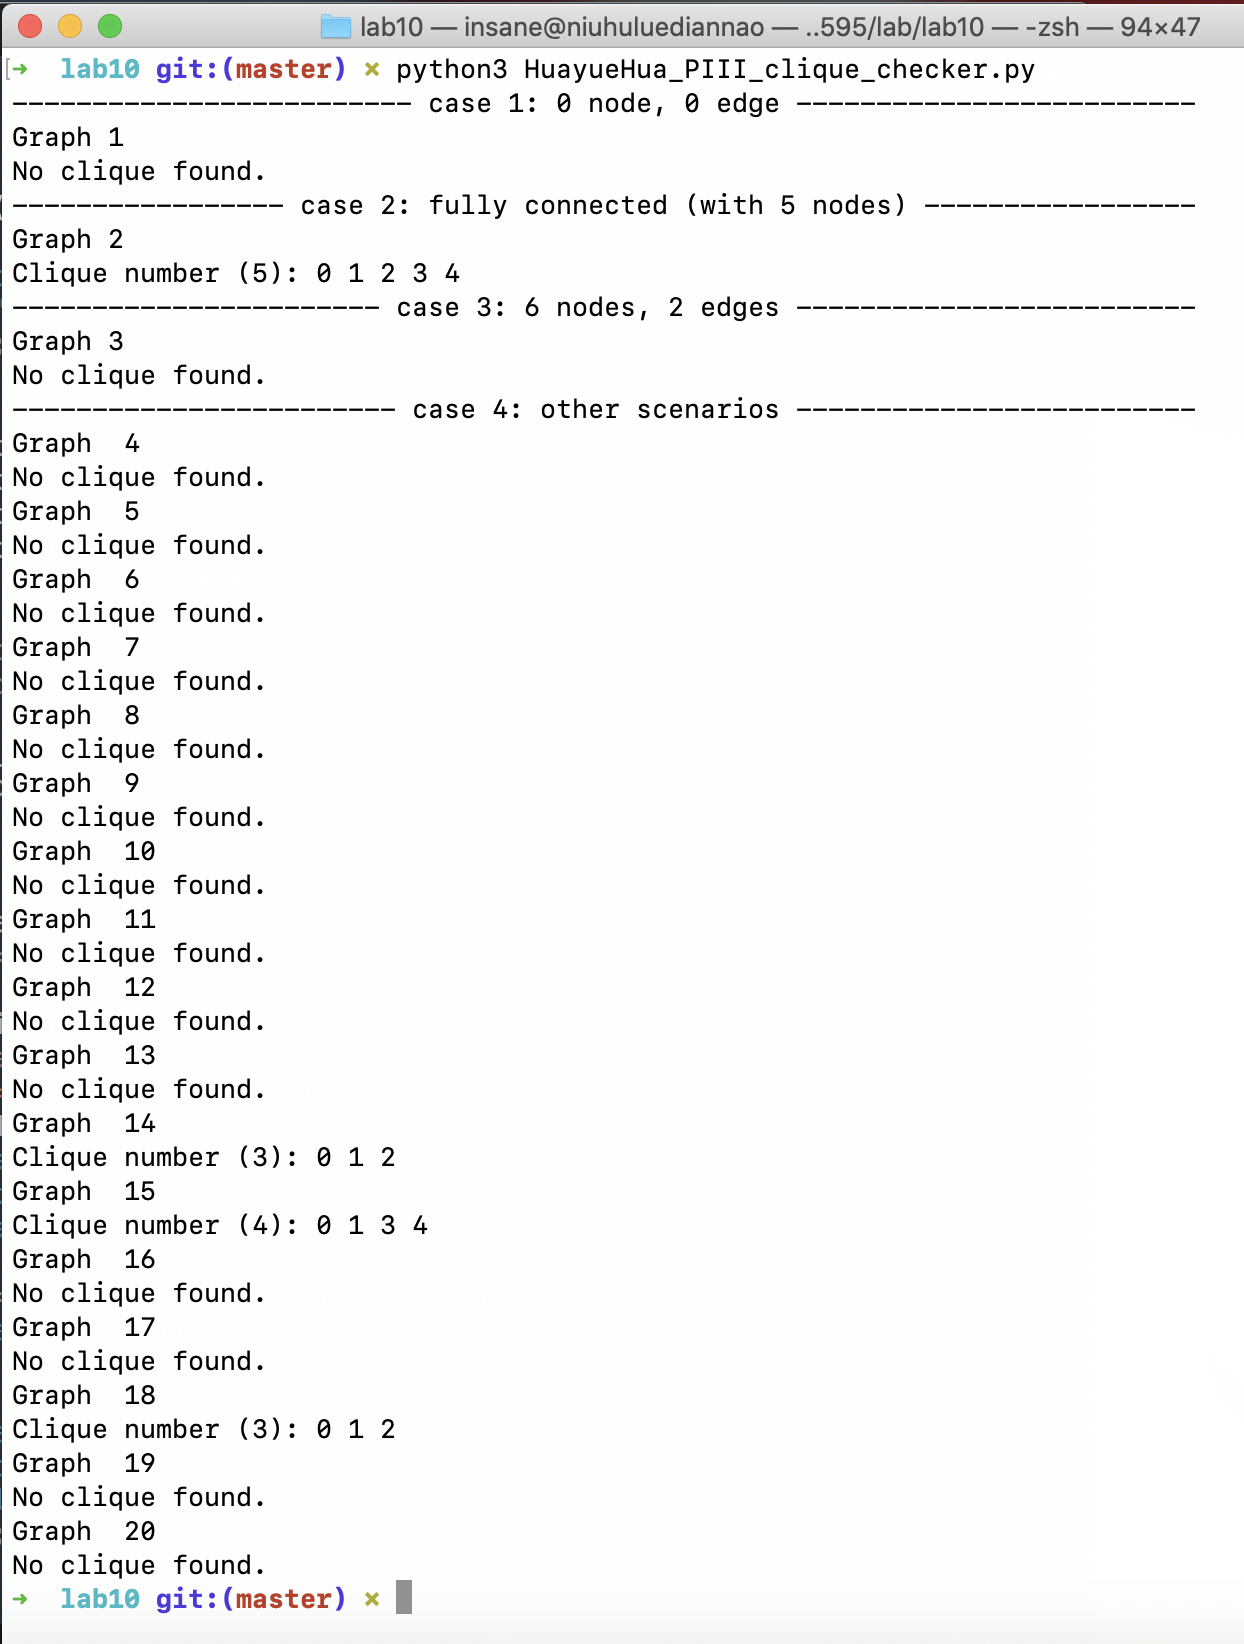 lab10 — insane@niuhuluediannao — ..595/lab/lab10 — -zsh — 94×47
[➜  lab10 git:(master) ✗ python3 HuayueHua_PIII_clique_checker.py
------------------------- case 1: 0 node, 0 edge -------------------------
Graph 1
No clique found.
----------------- case 2: fully connected (with 5 nodes) -----------------
Graph 2
Clique number (5): 0 1 2 3 4
----------------------- case 3: 6 nodes, 2 edges -------------------------
Graph 3
No clique found.
------------------------ case 4: other scenarios -------------------------
Graph  4
No clique found.
Graph  5
No clique found.
Graph  6
No clique found.
Graph  7
No clique found.
Graph  8
No clique found.
Graph  9
No clique found.
Graph  10
No clique found.
Graph  11
No clique found.
Graph  12
No clique found.
Graph  13
No clique found.
Graph  14
Clique number (3): 0 1 2
Graph  15
Clique number (4): 0 1 3 4
Graph  16
No clique found.
Graph  17
No clique found.
Graph  18
Clique number (3): 0 1 2
Graph  19
No clique found.
Graph  20
No clique found.
➜  lab10 git:(master) ✗